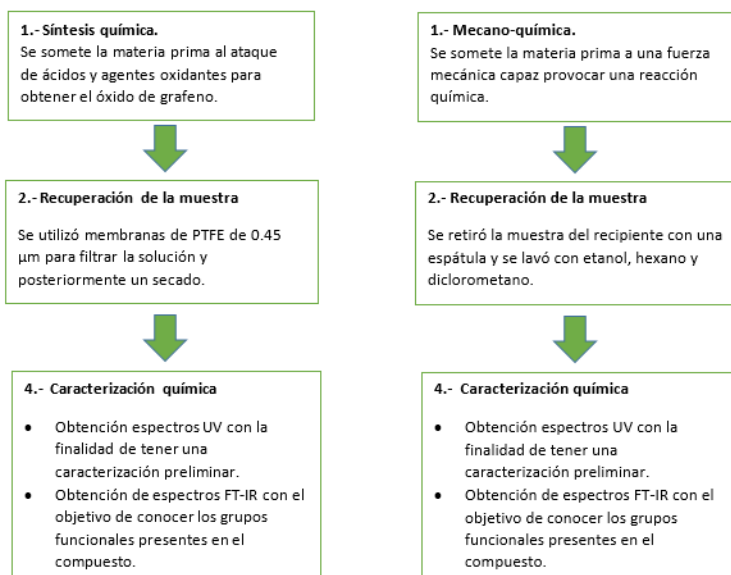 1.- Síntesis química.
Se somete la materia prima al ataque
de ácidos y agentes oxidantes para
obtener el óxido de grafeno.
2.- Recuperación de la muestra
Se utilizó membranas de PTFE de 0.45
µm para filtrar la solución y
posteriormente un secado.
4.- Caracterización química
• Obtención espectros UV con la
finalidad de tener una
caracterización preliminar.
• Obtención de espectros FT-IR con el
objetivo de conocer los grupos
funcionales presentes en el
compuesto.
1.- Mecano-química.
Se somete la materia prima a una fuerza
mecánica capaz provocar una reacción
química.
2.- Recuperación de la muestra
Se retiró la muestra del recipiente con una
espátula y se lavó con etanol, hexano y
diclorometano.
4.- Caracterización química
• Obtención espectros UV con la
finalidad de tener una
caracterización preliminar.
• Obtención de espectros FT-IR con el
objetivo de conocer los grupos
funcionales presentes en el
compuesto.